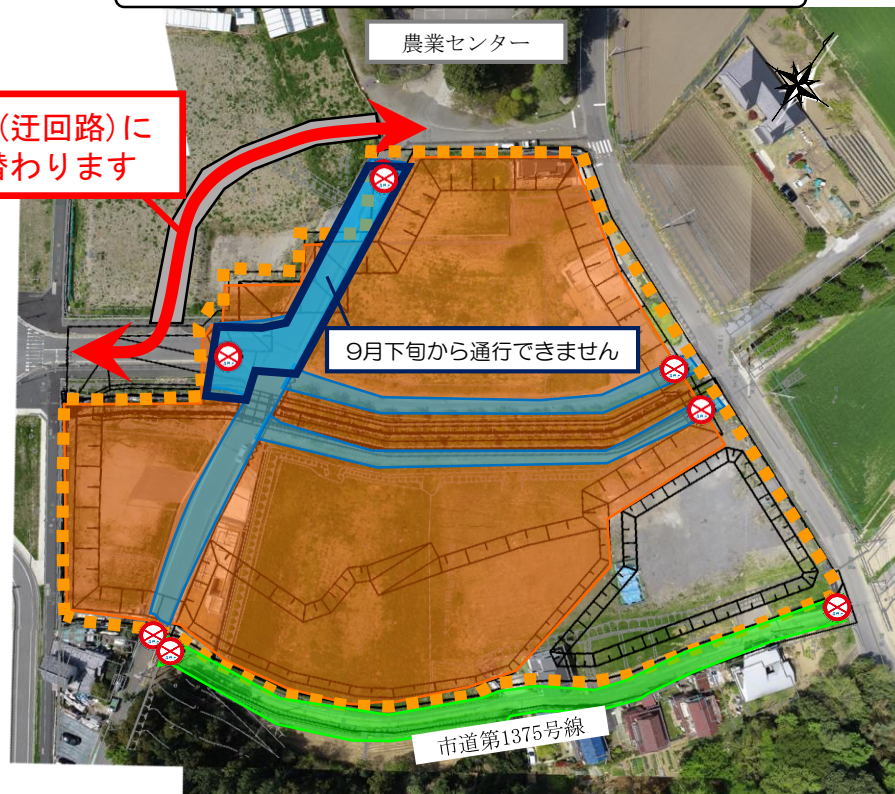 農業センター
(迂回路)に
替わります
9月下旬から通行できません
市道第1375号線